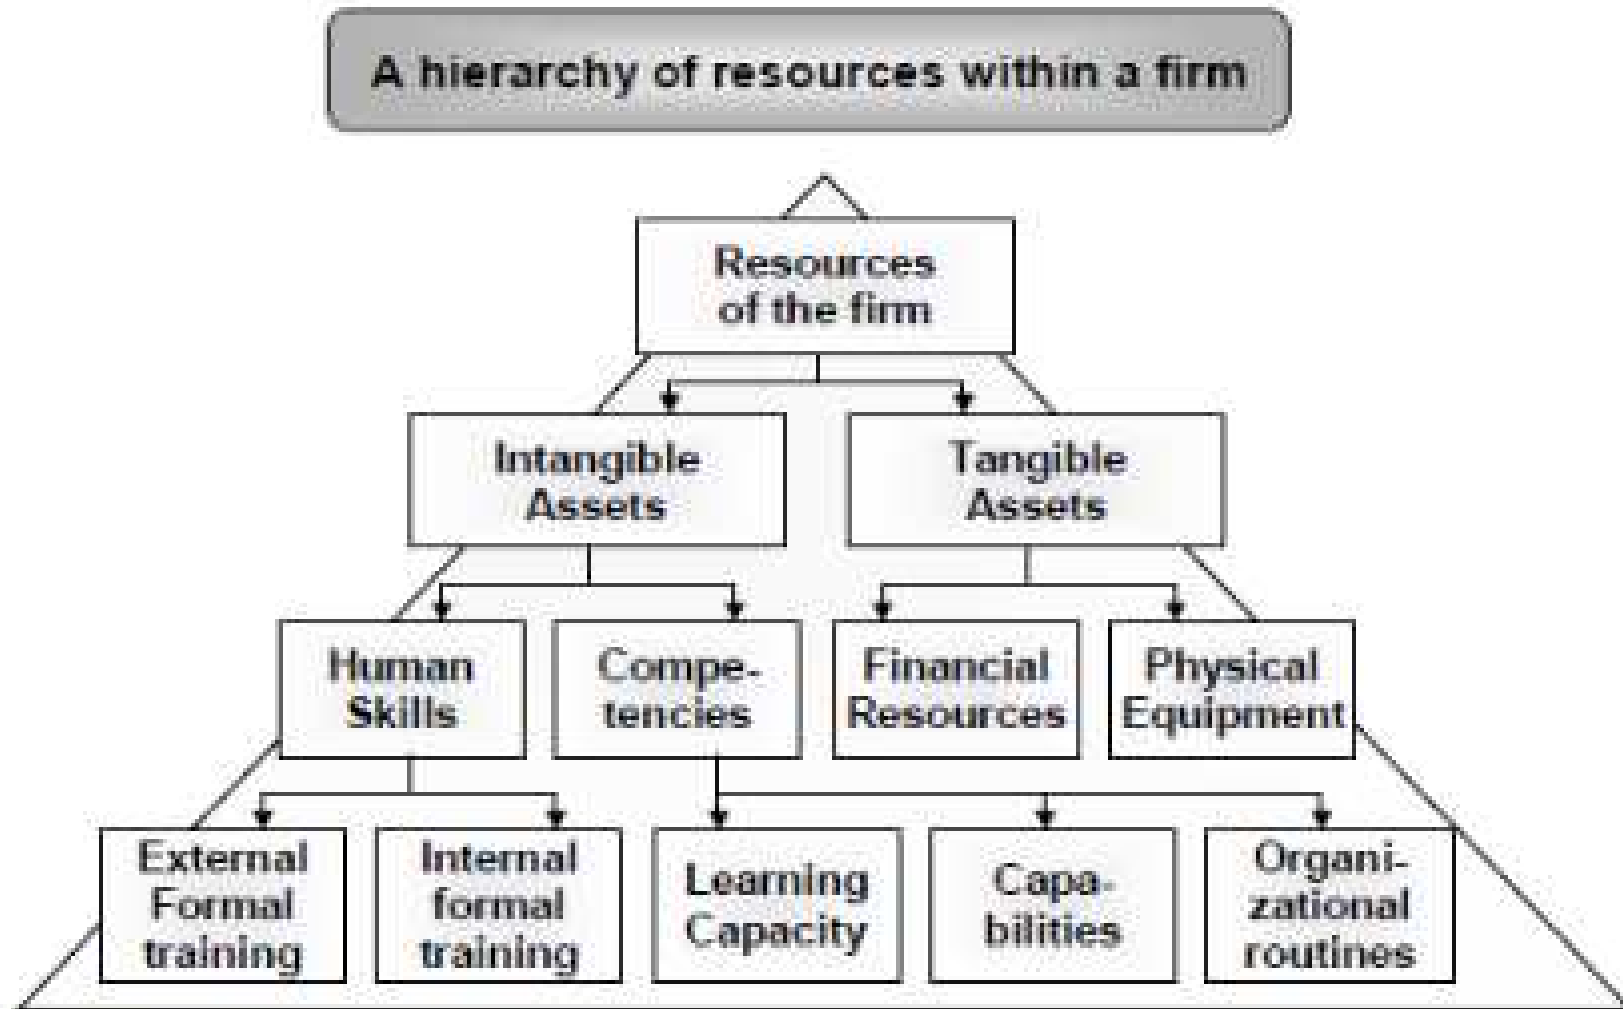 A hierarchy of resources within a firm
Resources
of the firm
Intangible
Assets
Tangible
Assets
Human
Skills
Compe-
tencies
Financial
Resources
Physical
Equipment
External
Formal
training
Internal
formal
training
Learning
Capacity
Capa-
bilities
Organi-
zational
routines